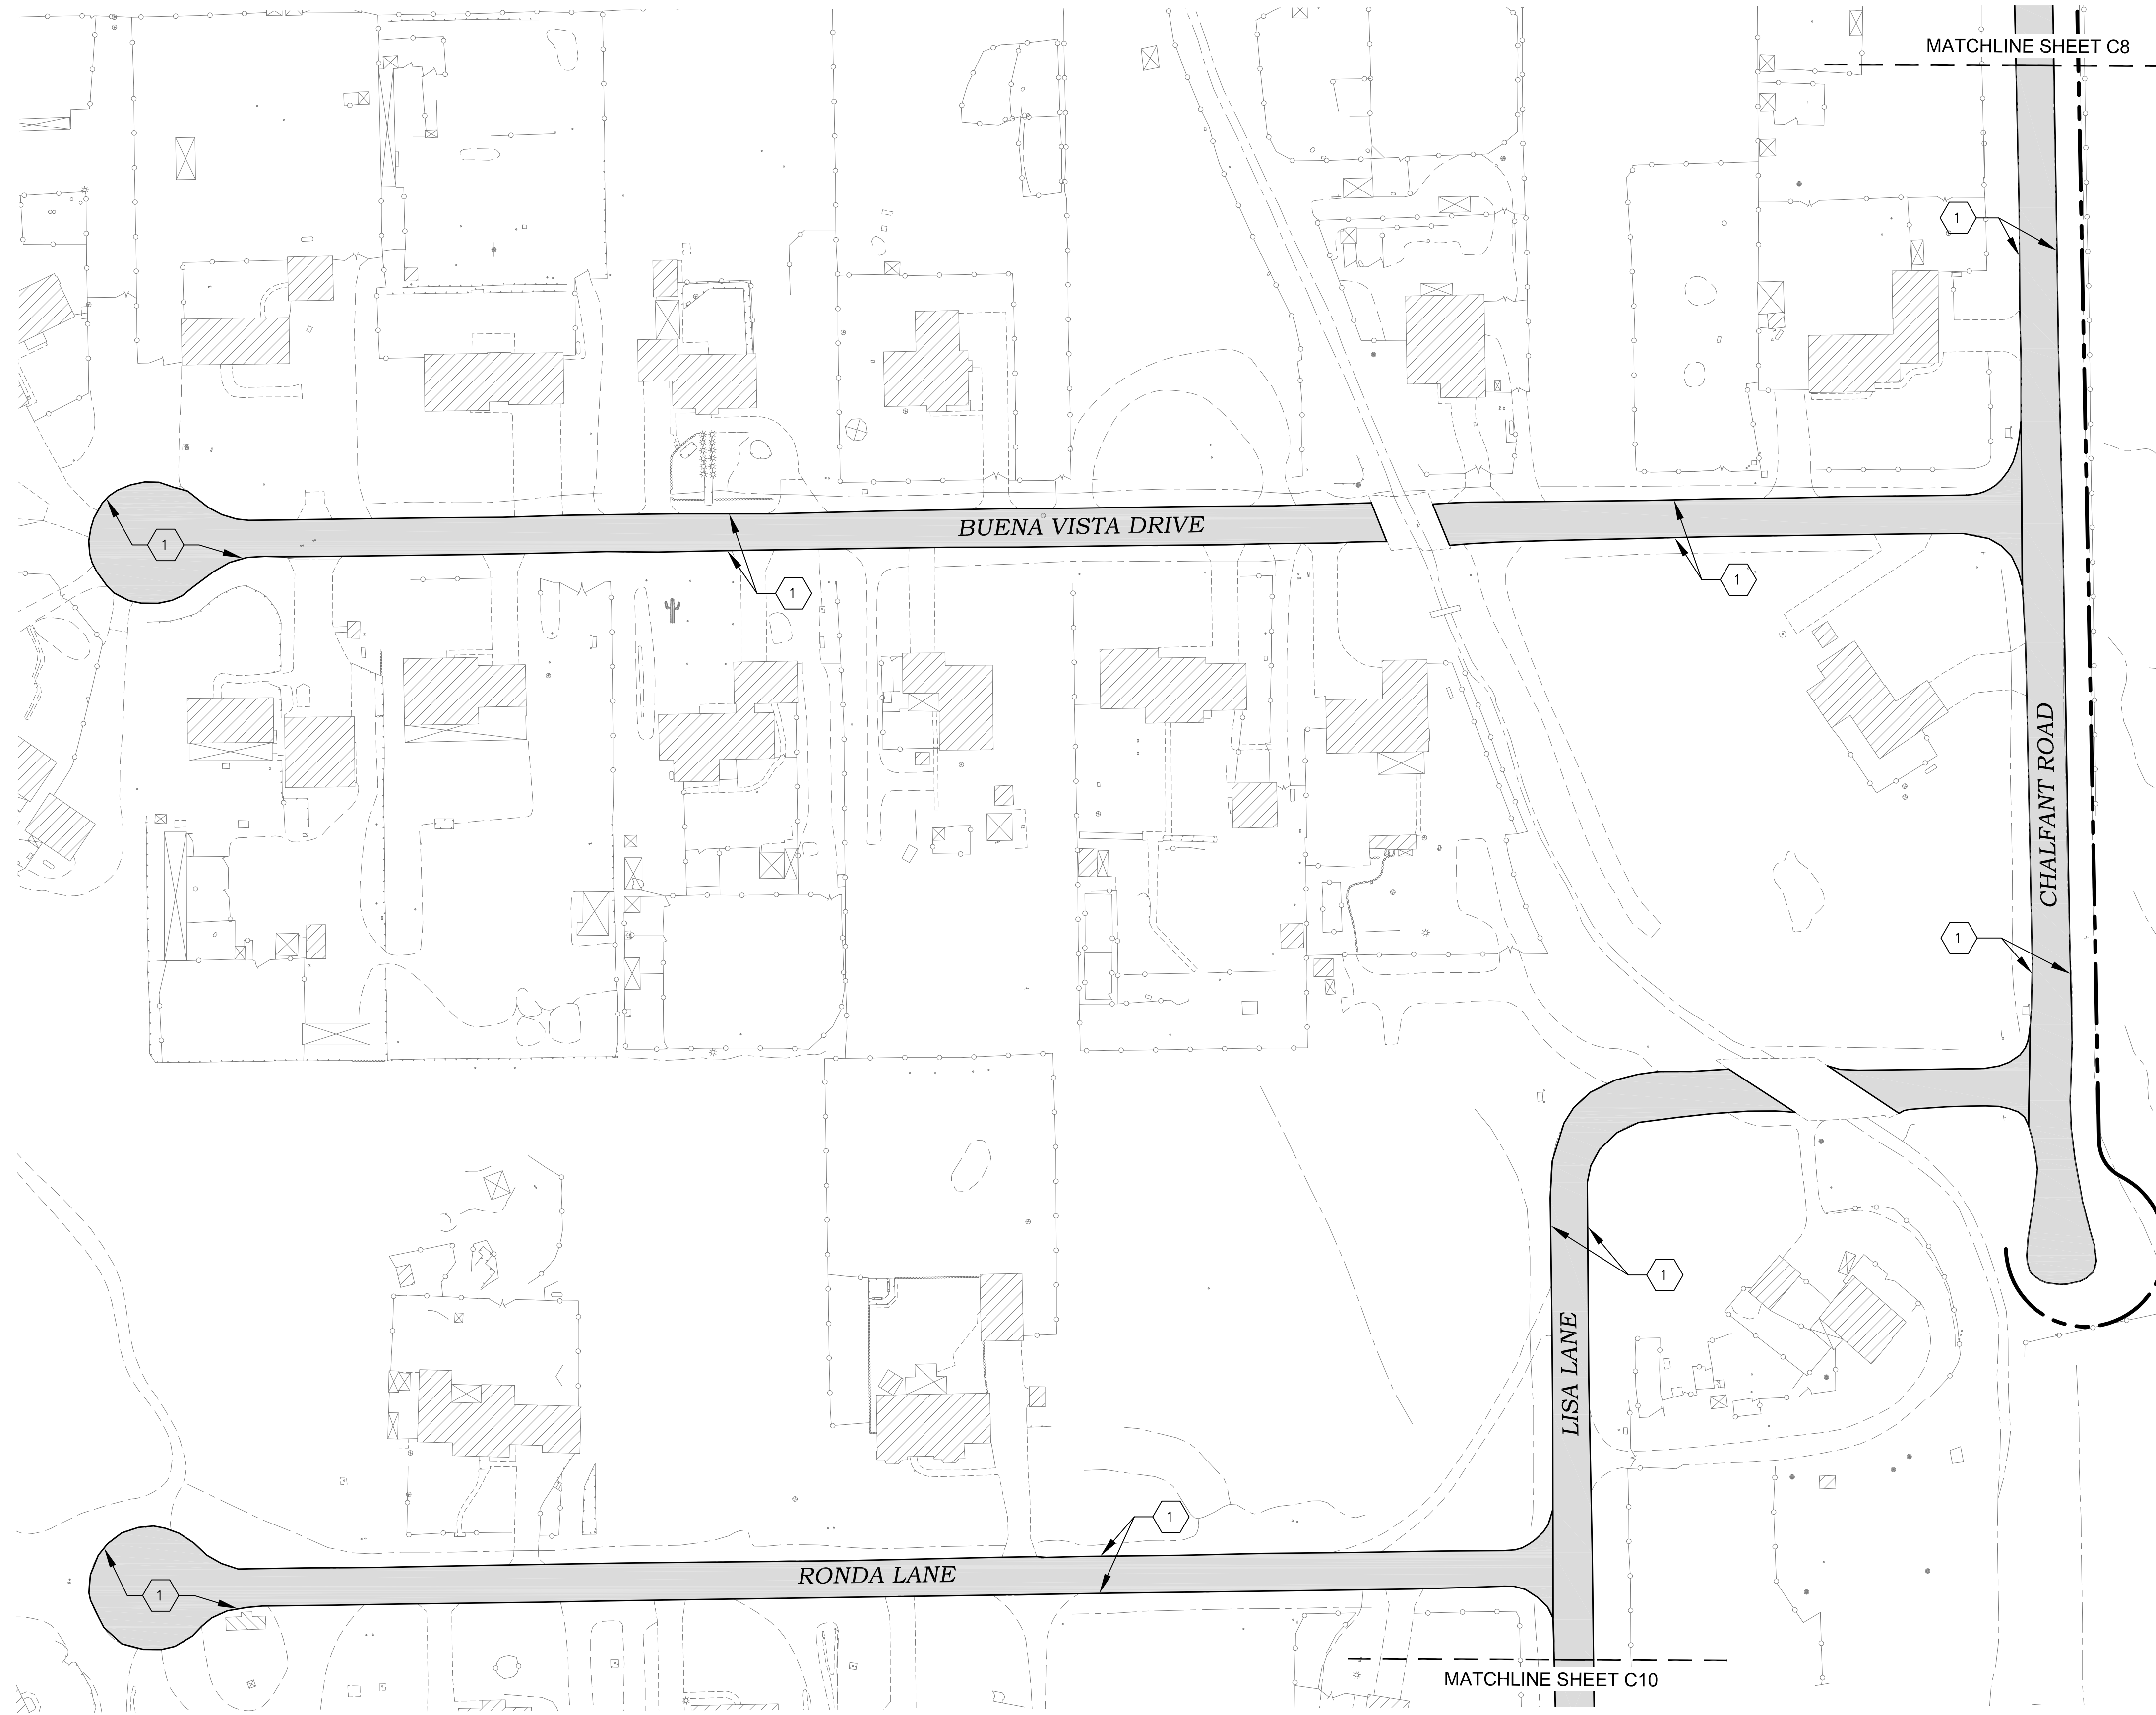 MATCHLINE SHEET C8
1
BUENA VISTA DRIVE
1
1
1
CHALFANT ROAD
1
1
LISA LANE
1
RONDA LANE
1
MATCHLINE SHEET C10